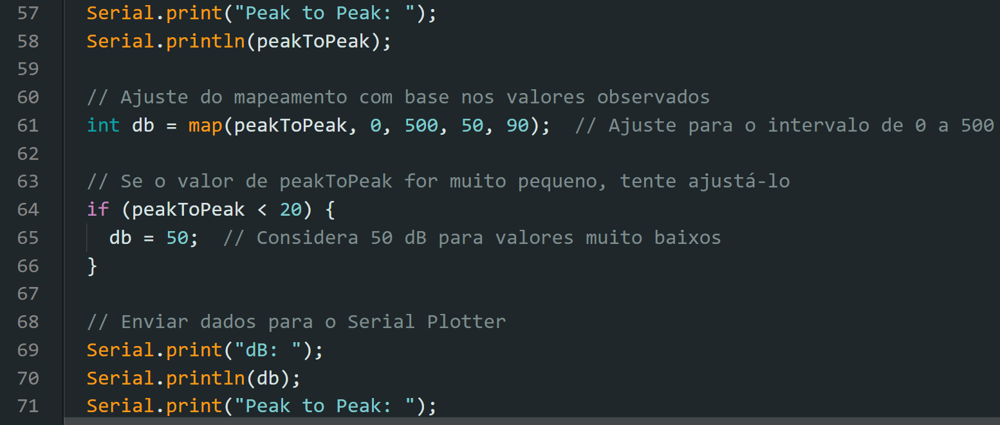 57 Serial.print("Peak to Peak: ");
58 Serial.println(peakToPeak);
59
60 // Ajuste do mapeamento com base nos valores observados
61 int db = map(peakToPeak, 0, 500, 50, 90);  // Ajuste para o intervalo de 0 a 500
62
63 // Se o valor de peakToPeak for muito pequeno, tente ajustá-lo
64 if (peakToPeak < 20) {
65   db = 50;  // Considera 50 dB para valores muito baixos
66 }
67
68 // Enviar dados para o Serial Plotter
69 Serial.print("dB: ");
70 Serial.println(db);
71 Serial.print("Peak to Peak: ");